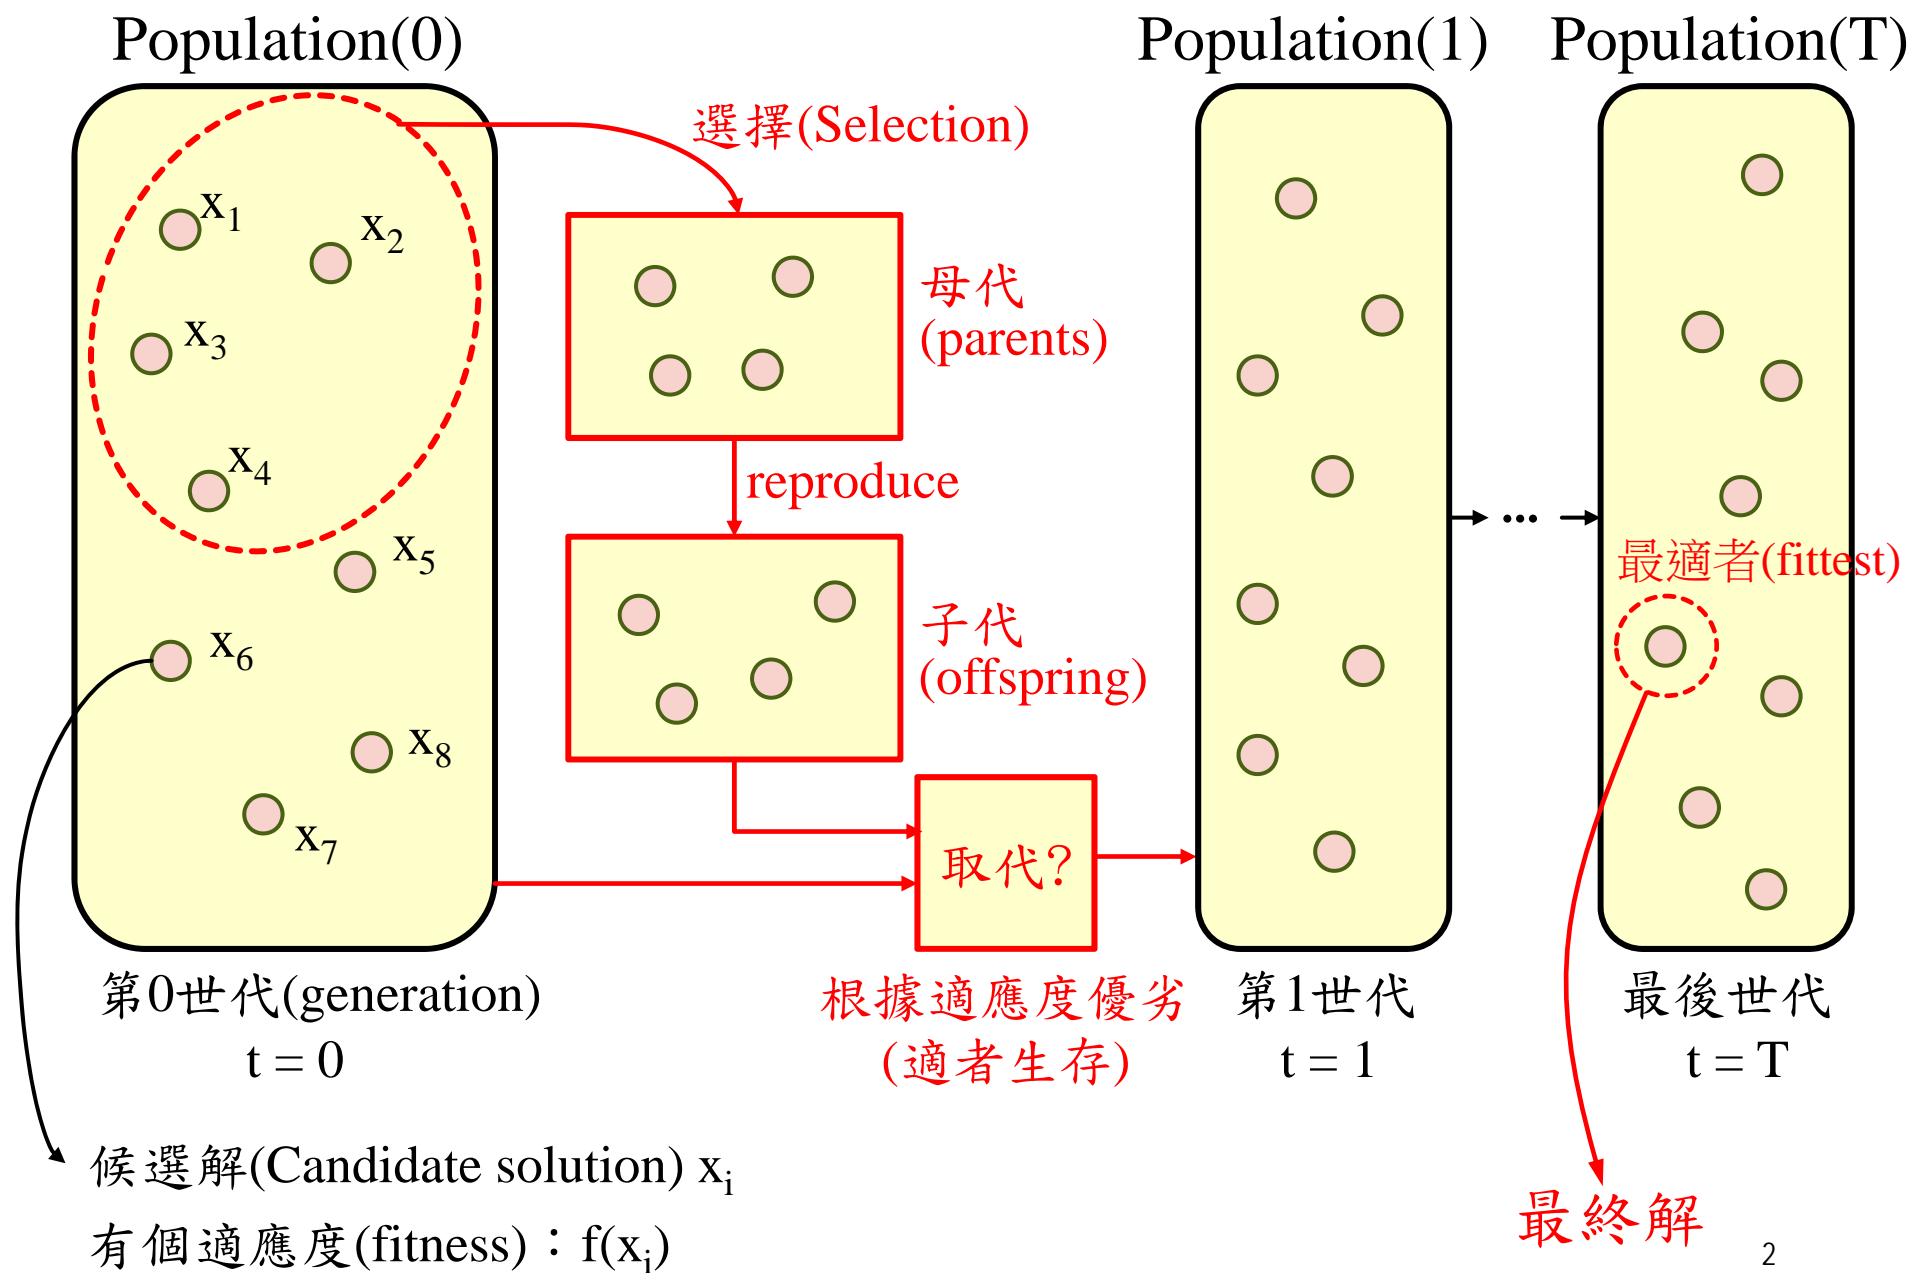 Population(0)
Population(1)
Population(T)
選擇(Selection)
x₁
x₂
x₃
x₄
x₅
x₆
x₈
x₇
母代
(parents)
reproduce
子代
(offspring)
取代?
...
最適者(fittest)
第0世代(generation)
t = 0
根據適應度優劣
(適者生存)
第1世代
t = 1
最後世代
t = T
候選解(Candidate solution) xᵢ
有個適應度(fitness)：f(xᵢ)
最終解
2